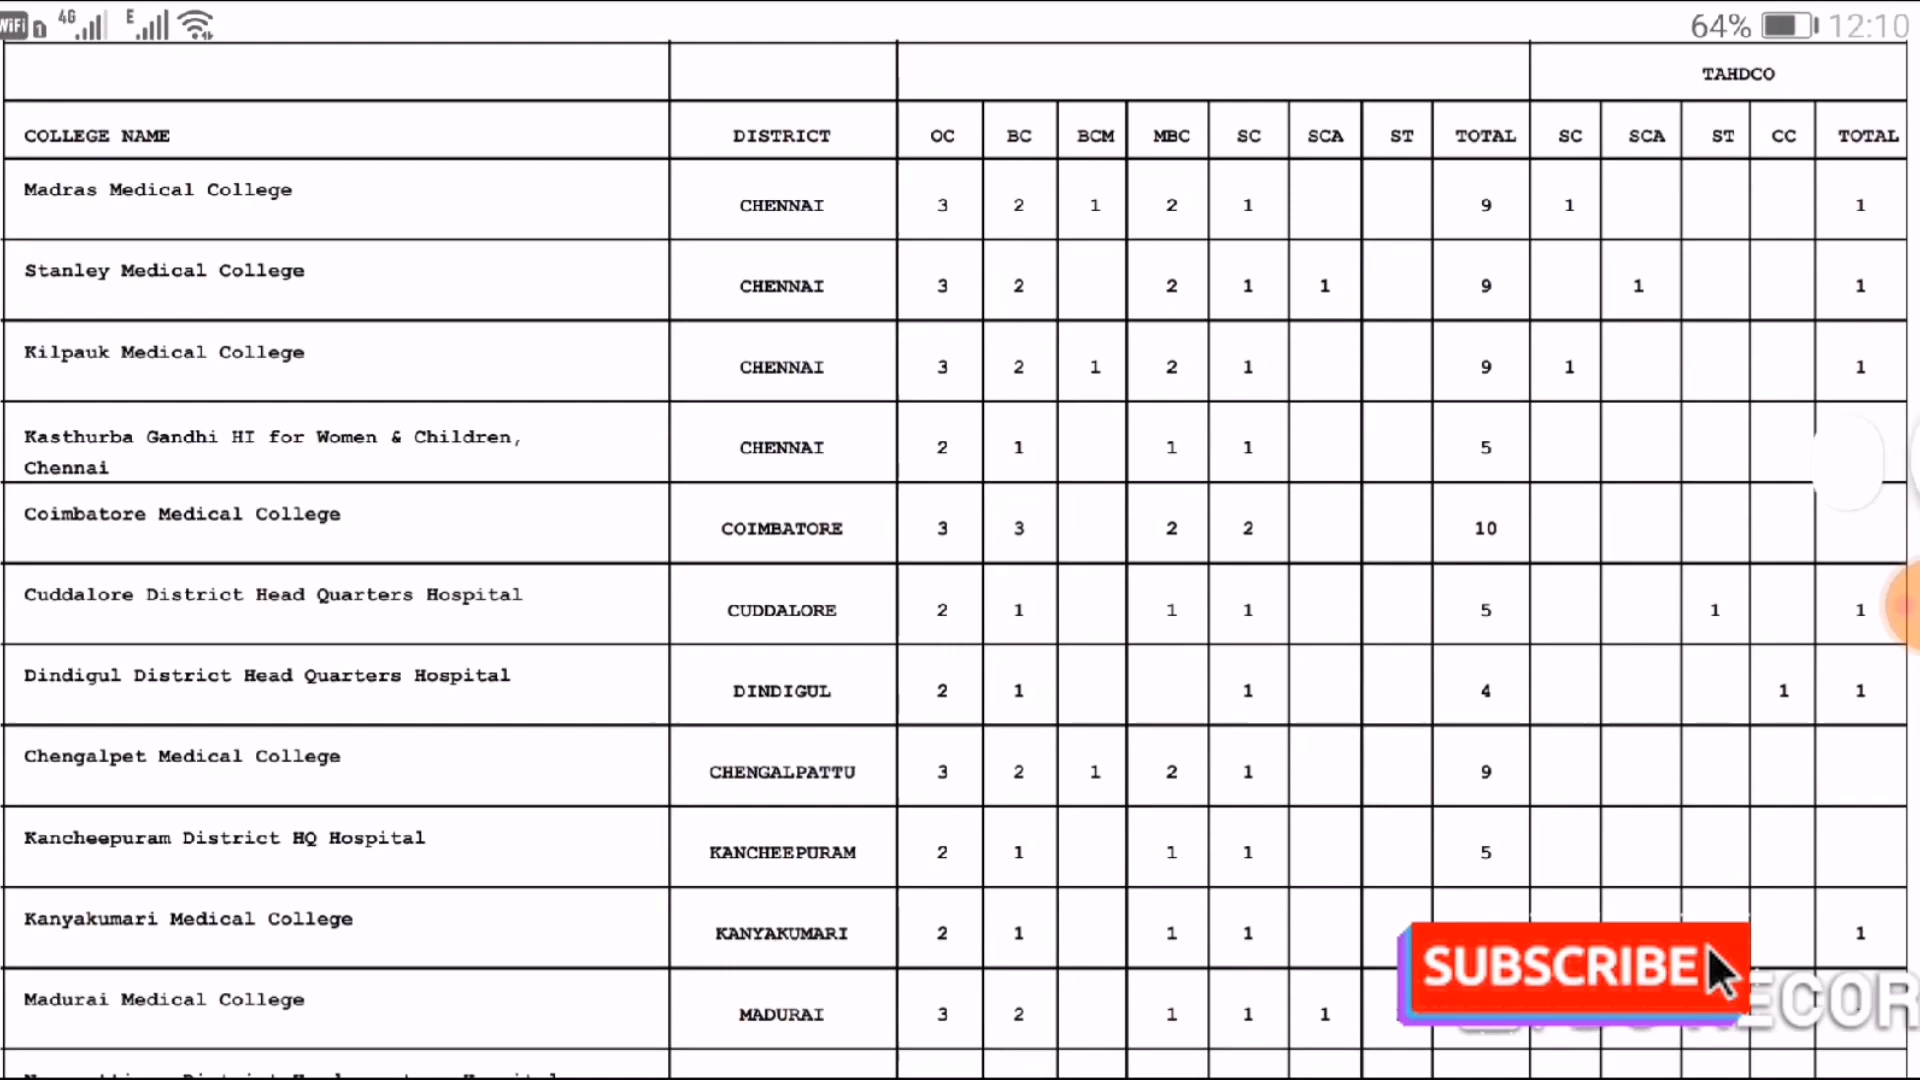 WiFi 1 4G E 64% 12:10
TAHDCO
COLLEGE NAME DISTRICT OC BC BCM MBC SC SCA ST TOTAL SC SCA ST CC TOTAL
Madras Medical College CHENNAI 3 2 1 2 1 9 1 1
Stanley Medical College CHENNAI 3 2 2 1 1 9 1 1
Kilpauk Medical College CHENNAI 3 2 1 2 1 9 1 1
Kasthurba Gandhi HI for Women & Children,
Chennai CHENNAI 2 1 1 1 5
Coimbatore Medical College COIMBATORE 3 3 2 2 10
Cuddalore District Head Quarters Hospital CUDDALORE 2 1 1 1 5 1 1
Dindigul District Head Quarters Hospital DINDIGUL 2 1 1 4 1 1
Chengalpet Medical College CHENGALPATTU 3 2 1 2 1 9
Kancheepuram District HQ Hospital KANCHEEPURAM 2 1 1 1 5
Kanyakumari Medical College KANYAKUMARI 2 1 1 1 1
Madurai Medical College MADURAI 3 2 1 1 1
SUBSCRIBE